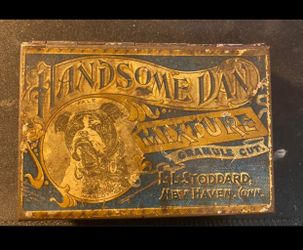 HANDSOME DAN
MIXTURE
GRANULE CUT.
L.L. STODDARD,
NEW HAVEN, CONN.